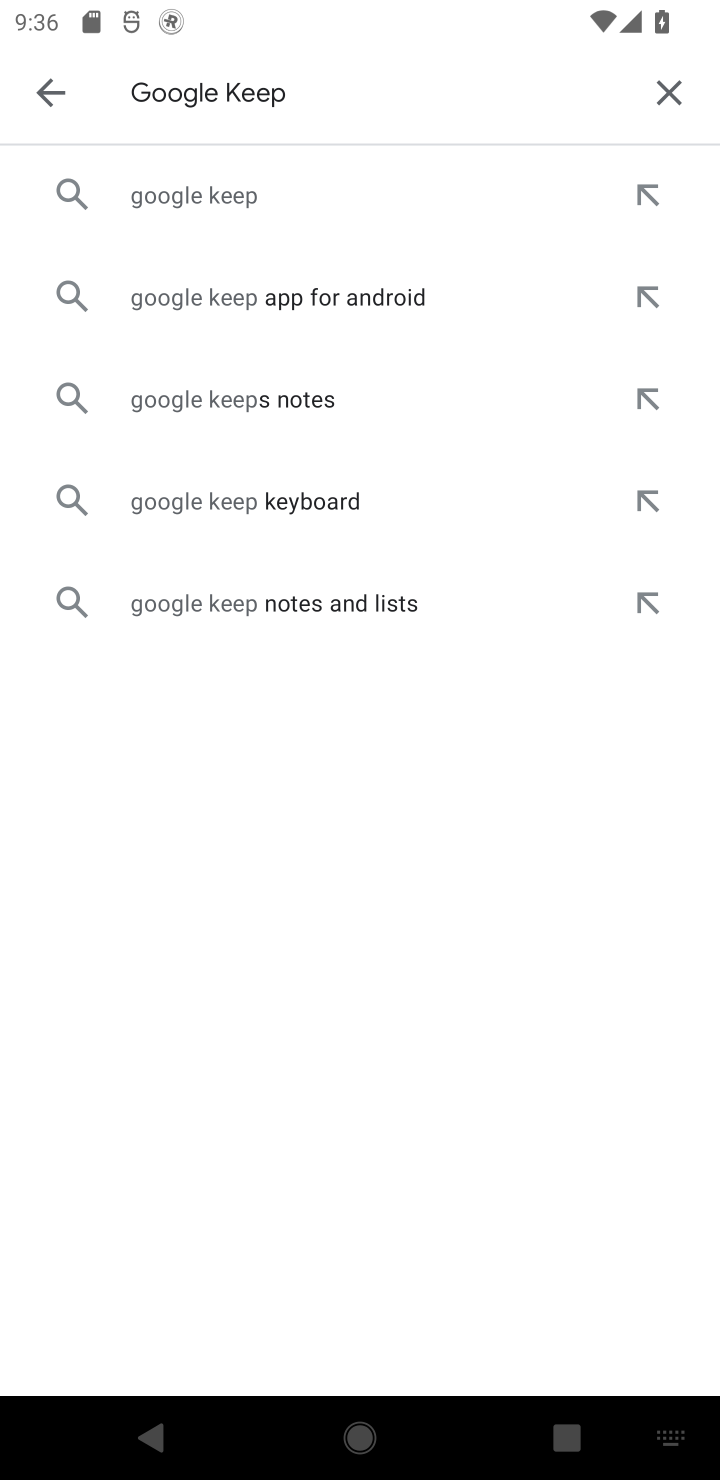 9:36
Google Keep
google keep
google keep app for android
google keeps notes
google keep keyboard
google keep notes and lists